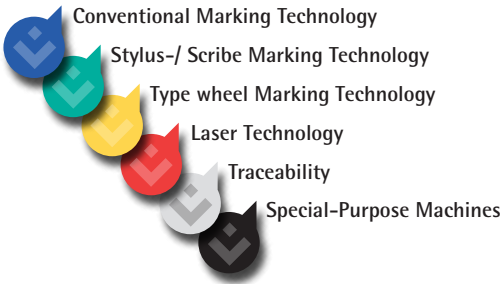 Conventional Marking Technology
Stylus-/ Scribe Marking Technology
Type wheel Marking Technology
Laser Technology
Traceability
Special-Purpose Machines